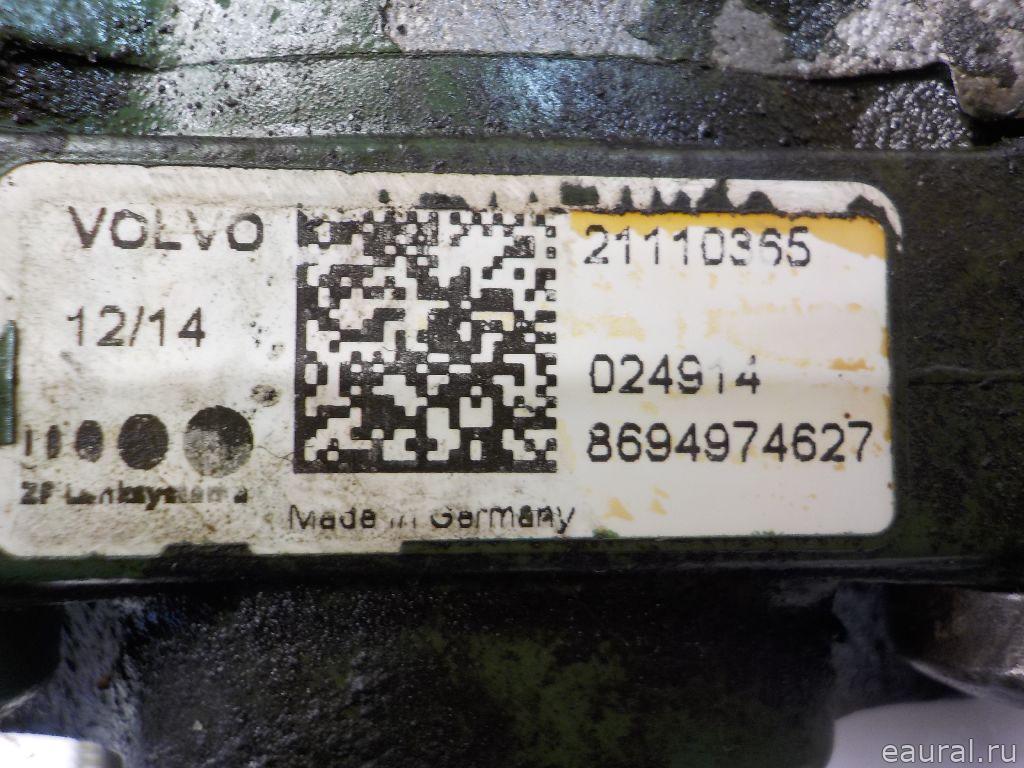 VOLVO
21110365
12/14
024914
8694974627
ZF Lenksysteme
Made in Germany
eaural.ru